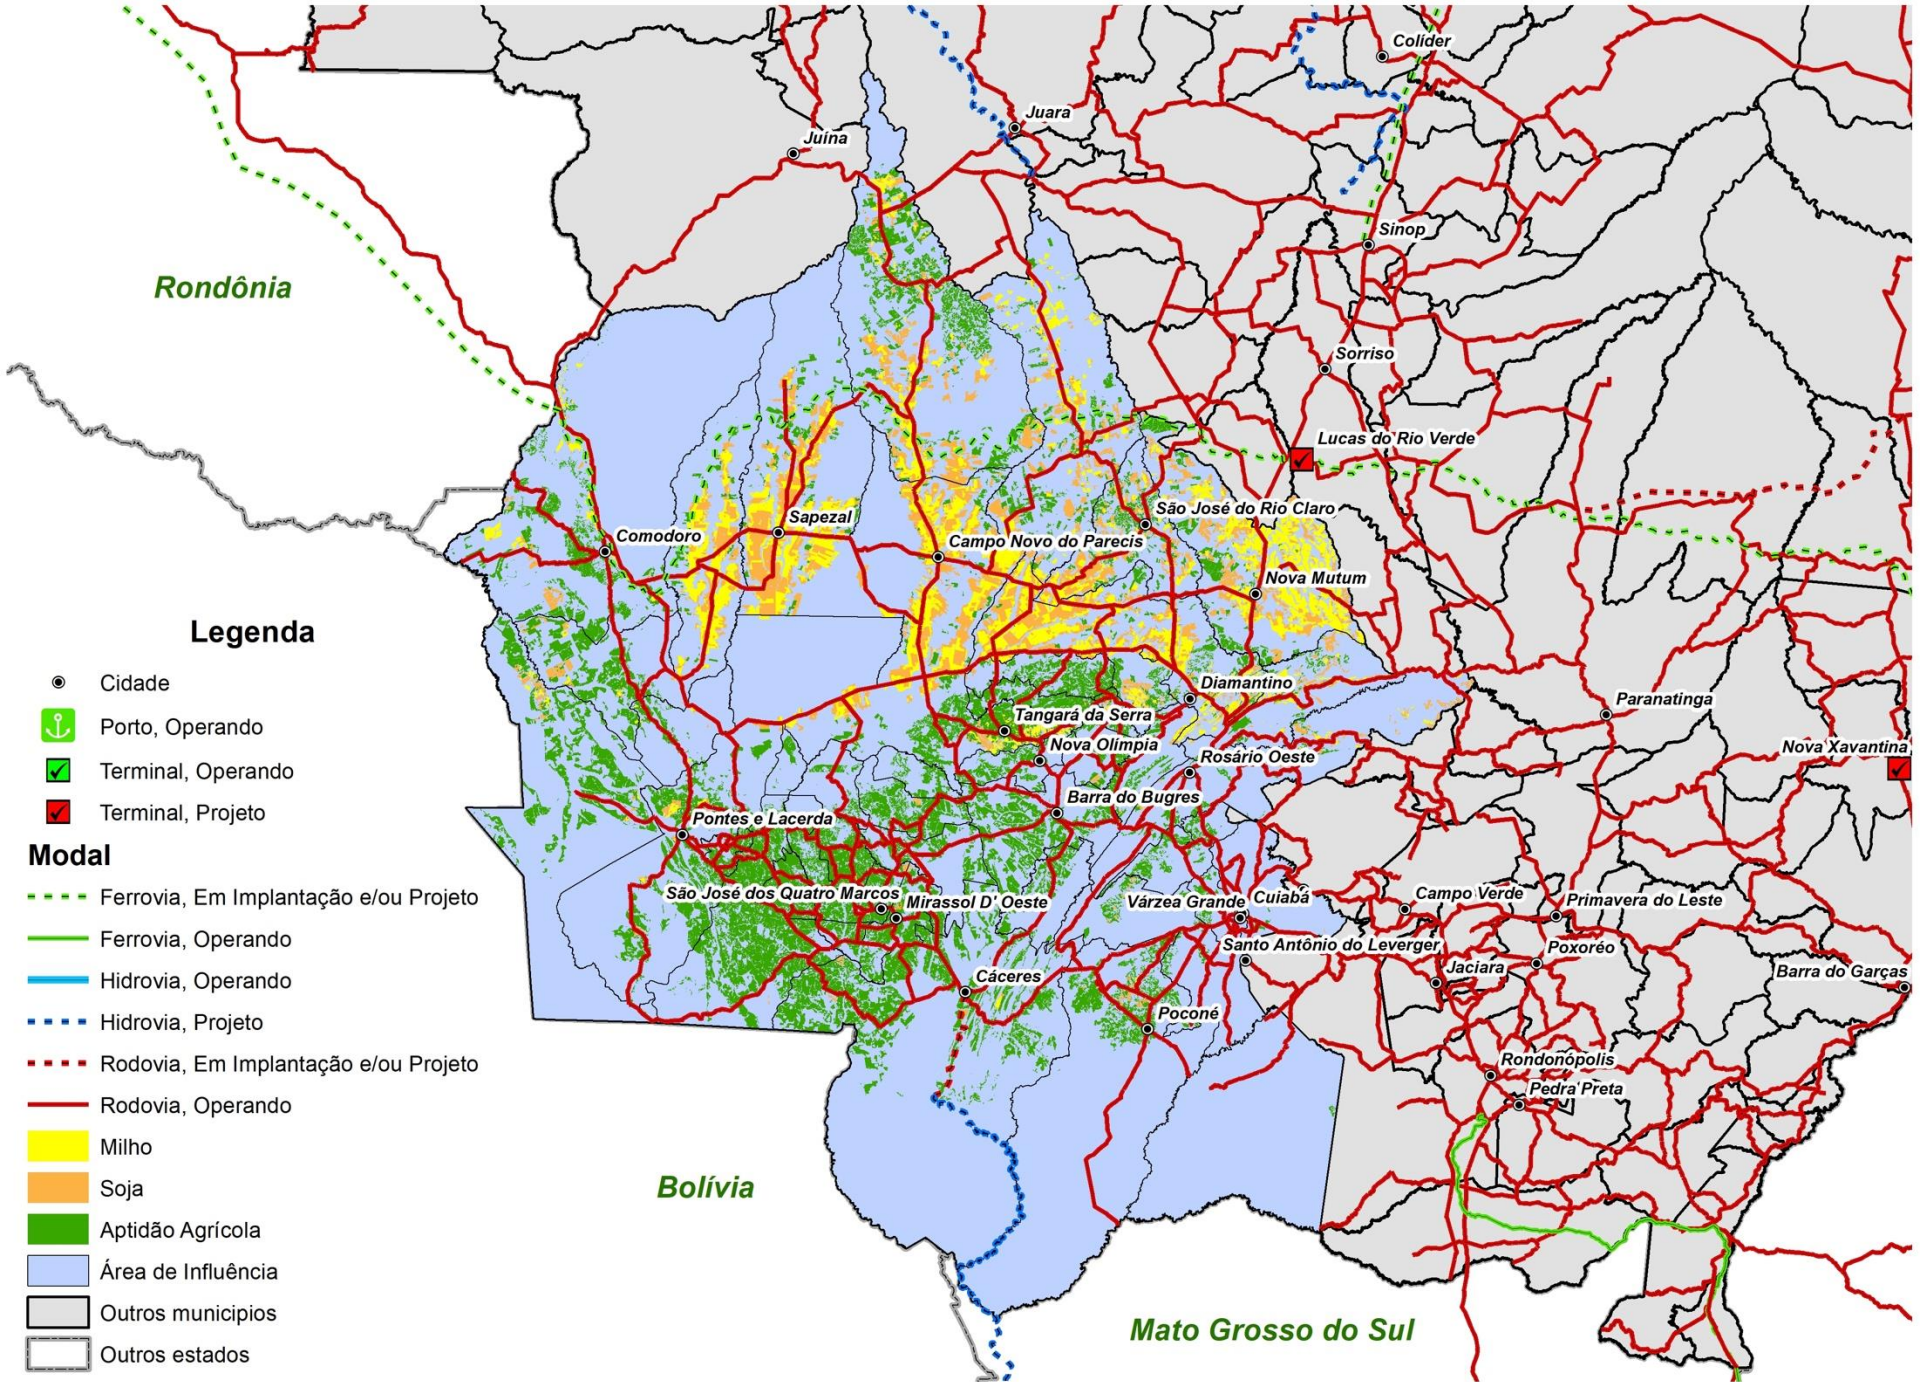 Colíder
Juara
Juína
Sinop
Rondônia
Sorriso
Lucas do Rio Verde
São José do Rio Claro
Sapezal
Comodoro
Campo Novo do Parecis
Nova Mutum
Diamantino
Paranatinga
Tangará da Serra
Nova Olímpia
Nova Xavantina
Rosário Oeste
Barra do Bugres
Pontes e Lacerda
São José dos Quatro Marcos
Mirassol D' Oeste
Várzea Grande
Cuiabá
Campo Verde
Primavera do Leste
Santo Antônio do Leverger
Poxoréo
Jaciara
Barra do Garças
Cáceres
Poconé
Rondonópolis
Pedra Preta
Bolívia
Mato Grosso do Sul
Legenda
Cidade
Porto, Operando
Terminal, Operando
Terminal, Projeto
Modal
Ferrovia, Em Implantação e/ou Projeto
Ferrovia, Operando
Hidrovia, Operando
Hidrovia, Projeto
Rodovia, Em Implantação e/ou Projeto
Rodovia, Operando
Milho
Soja
Aptidão Agrícola
Área de Influência
Outros municipios
Outros estados